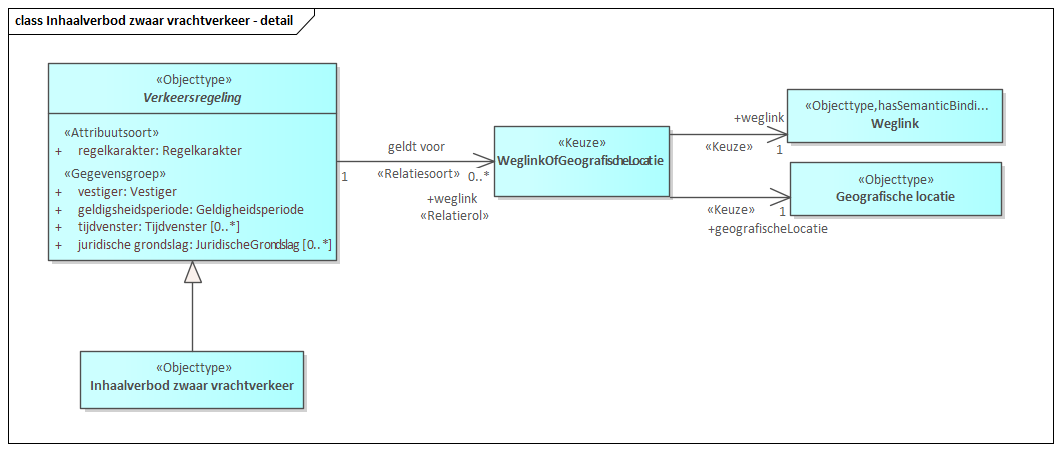 class Inhaalverbod zwaar vrachtverkeer - detail
«Objecttype»
Verkeersregeling
«Attribuutsoort»
+ regelkarakter: Regelkarakter
«Gegevensgroep»
+ vestiger: Vestiger
+ geldigsheidsperiode: Geldigheidsperiode
+ tijdvenster: Tijdvenster [0..*]
+ juridische grondslag: JuridischeGrondslag [0..*]
geldt voor
1 «Relatiesoort» 0..*
+weglink
«Relatierol»
«Keuze»
WeglinkOfGeografischeLocatie
+weglink
«Keuze» 1
«Objecttype,hasSemanticBindi...
Weglink
«Keuze» 1
+geografischeLocatie
«Objecttype»
Geografische locatie
«Objecttype»
Inhaalverbod zwaar vrachtverkeer